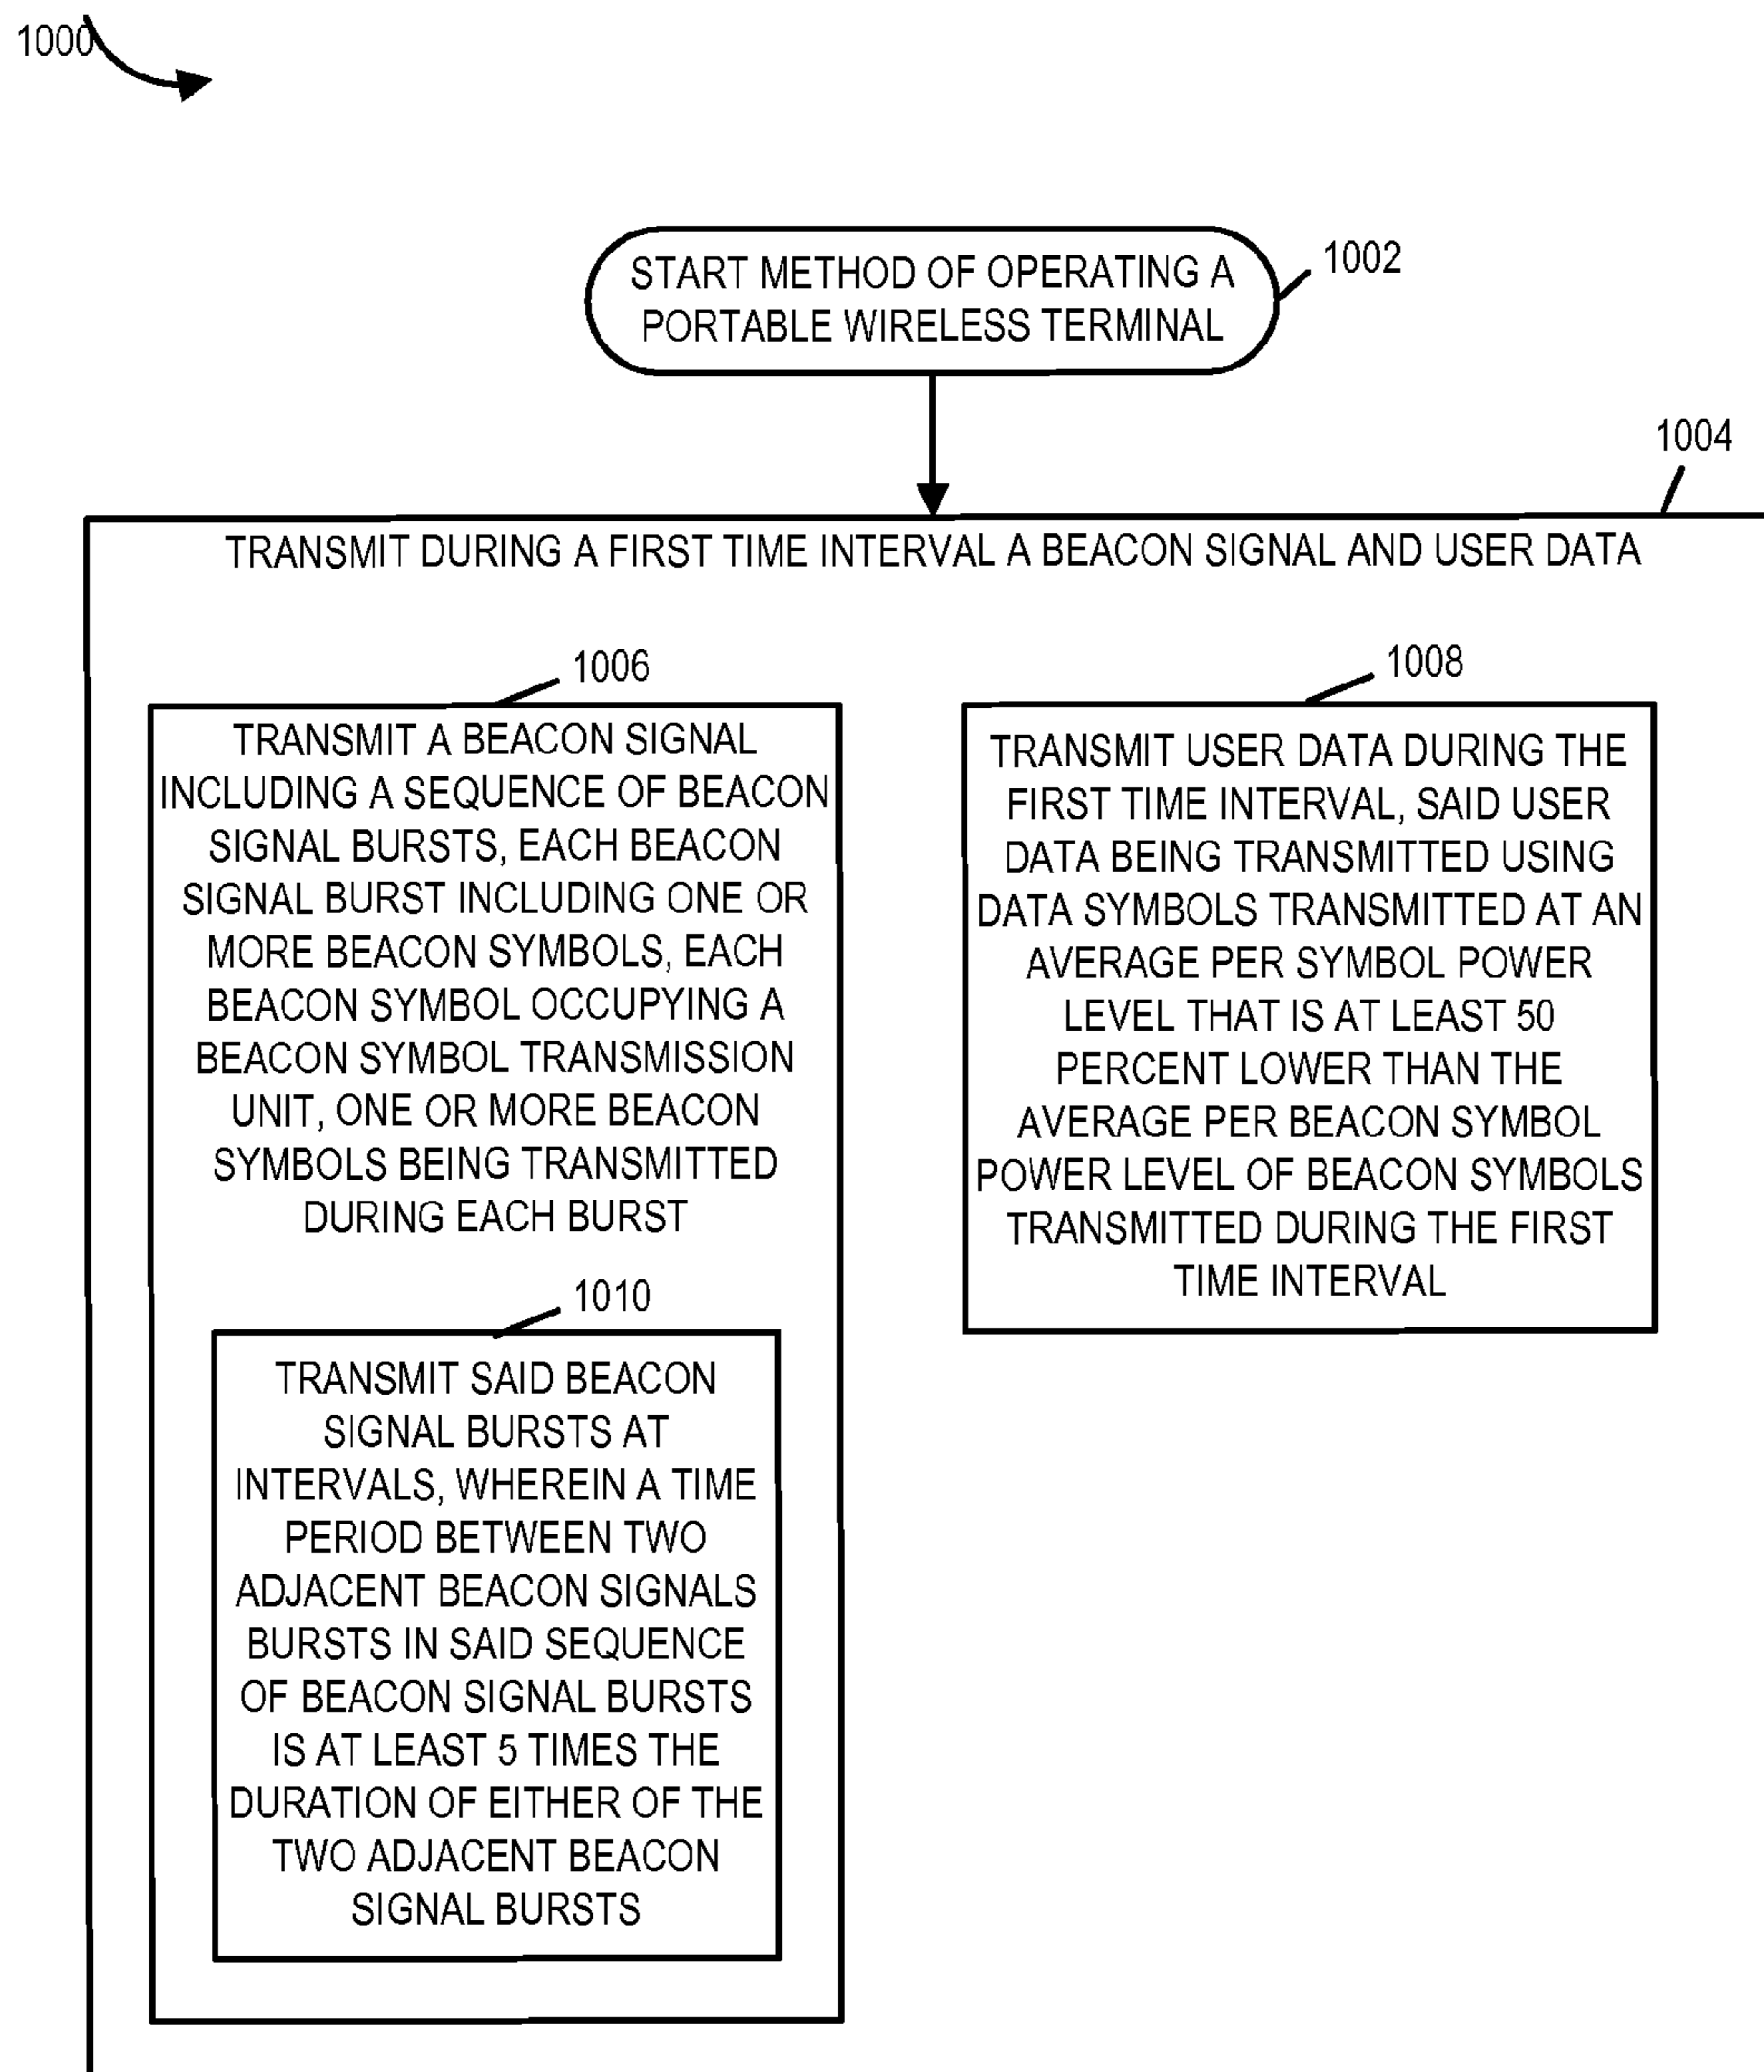 1000
START METHOD OF OPERATING A
PORTABLE WIRELESS TERMINAL
1002
1004
TRANSMIT DURING A FIRST TIME INTERVAL A BEACON SIGNAL AND USER DATA
1006
TRANSMIT A BEACON SIGNAL
INCLUDING A SEQUENCE OF BEACON
SIGNAL BURSTS, EACH BEACON
SIGNAL BURST INCLUDING ONE OR
MORE BEACON SYMBOLS, EACH
BEACON SYMBOL OCCUPYING A
BEACON SYMBOL TRANSMISSION
UNIT, ONE OR MORE BEACON
SYMBOLS BEING TRANSMITTED
DURING EACH BURST
1010
TRANSMIT SAID BEACON
SIGNAL BURSTS AT
INTERVALS, WHEREIN A TIME
PERIOD BETWEEN TWO
ADJACENT BEACON SIGNALS
BURSTS IN SAID SEQUENCE
OF BEACON SIGNAL BURSTS
IS AT LEAST 5 TIMES THE
DURATION OF EITHER OF THE
TWO ADJACENT BEACON
SIGNAL BURSTS
1008
TRANSMIT USER DATA DURING THE
FIRST TIME INTERVAL, SAID USER
DATA BEING TRANSMITTED USING
DATA SYMBOLS TRANSMITTED AT AN
AVERAGE PER SYMBOL POWER
LEVEL THAT IS AT LEAST 50
PERCENT LOWER THAN THE
AVERAGE PER BEACON SYMBOL
POWER LEVEL OF BEACON SYMBOLS
TRANSMITTED DURING THE FIRST
TIME INTERVAL